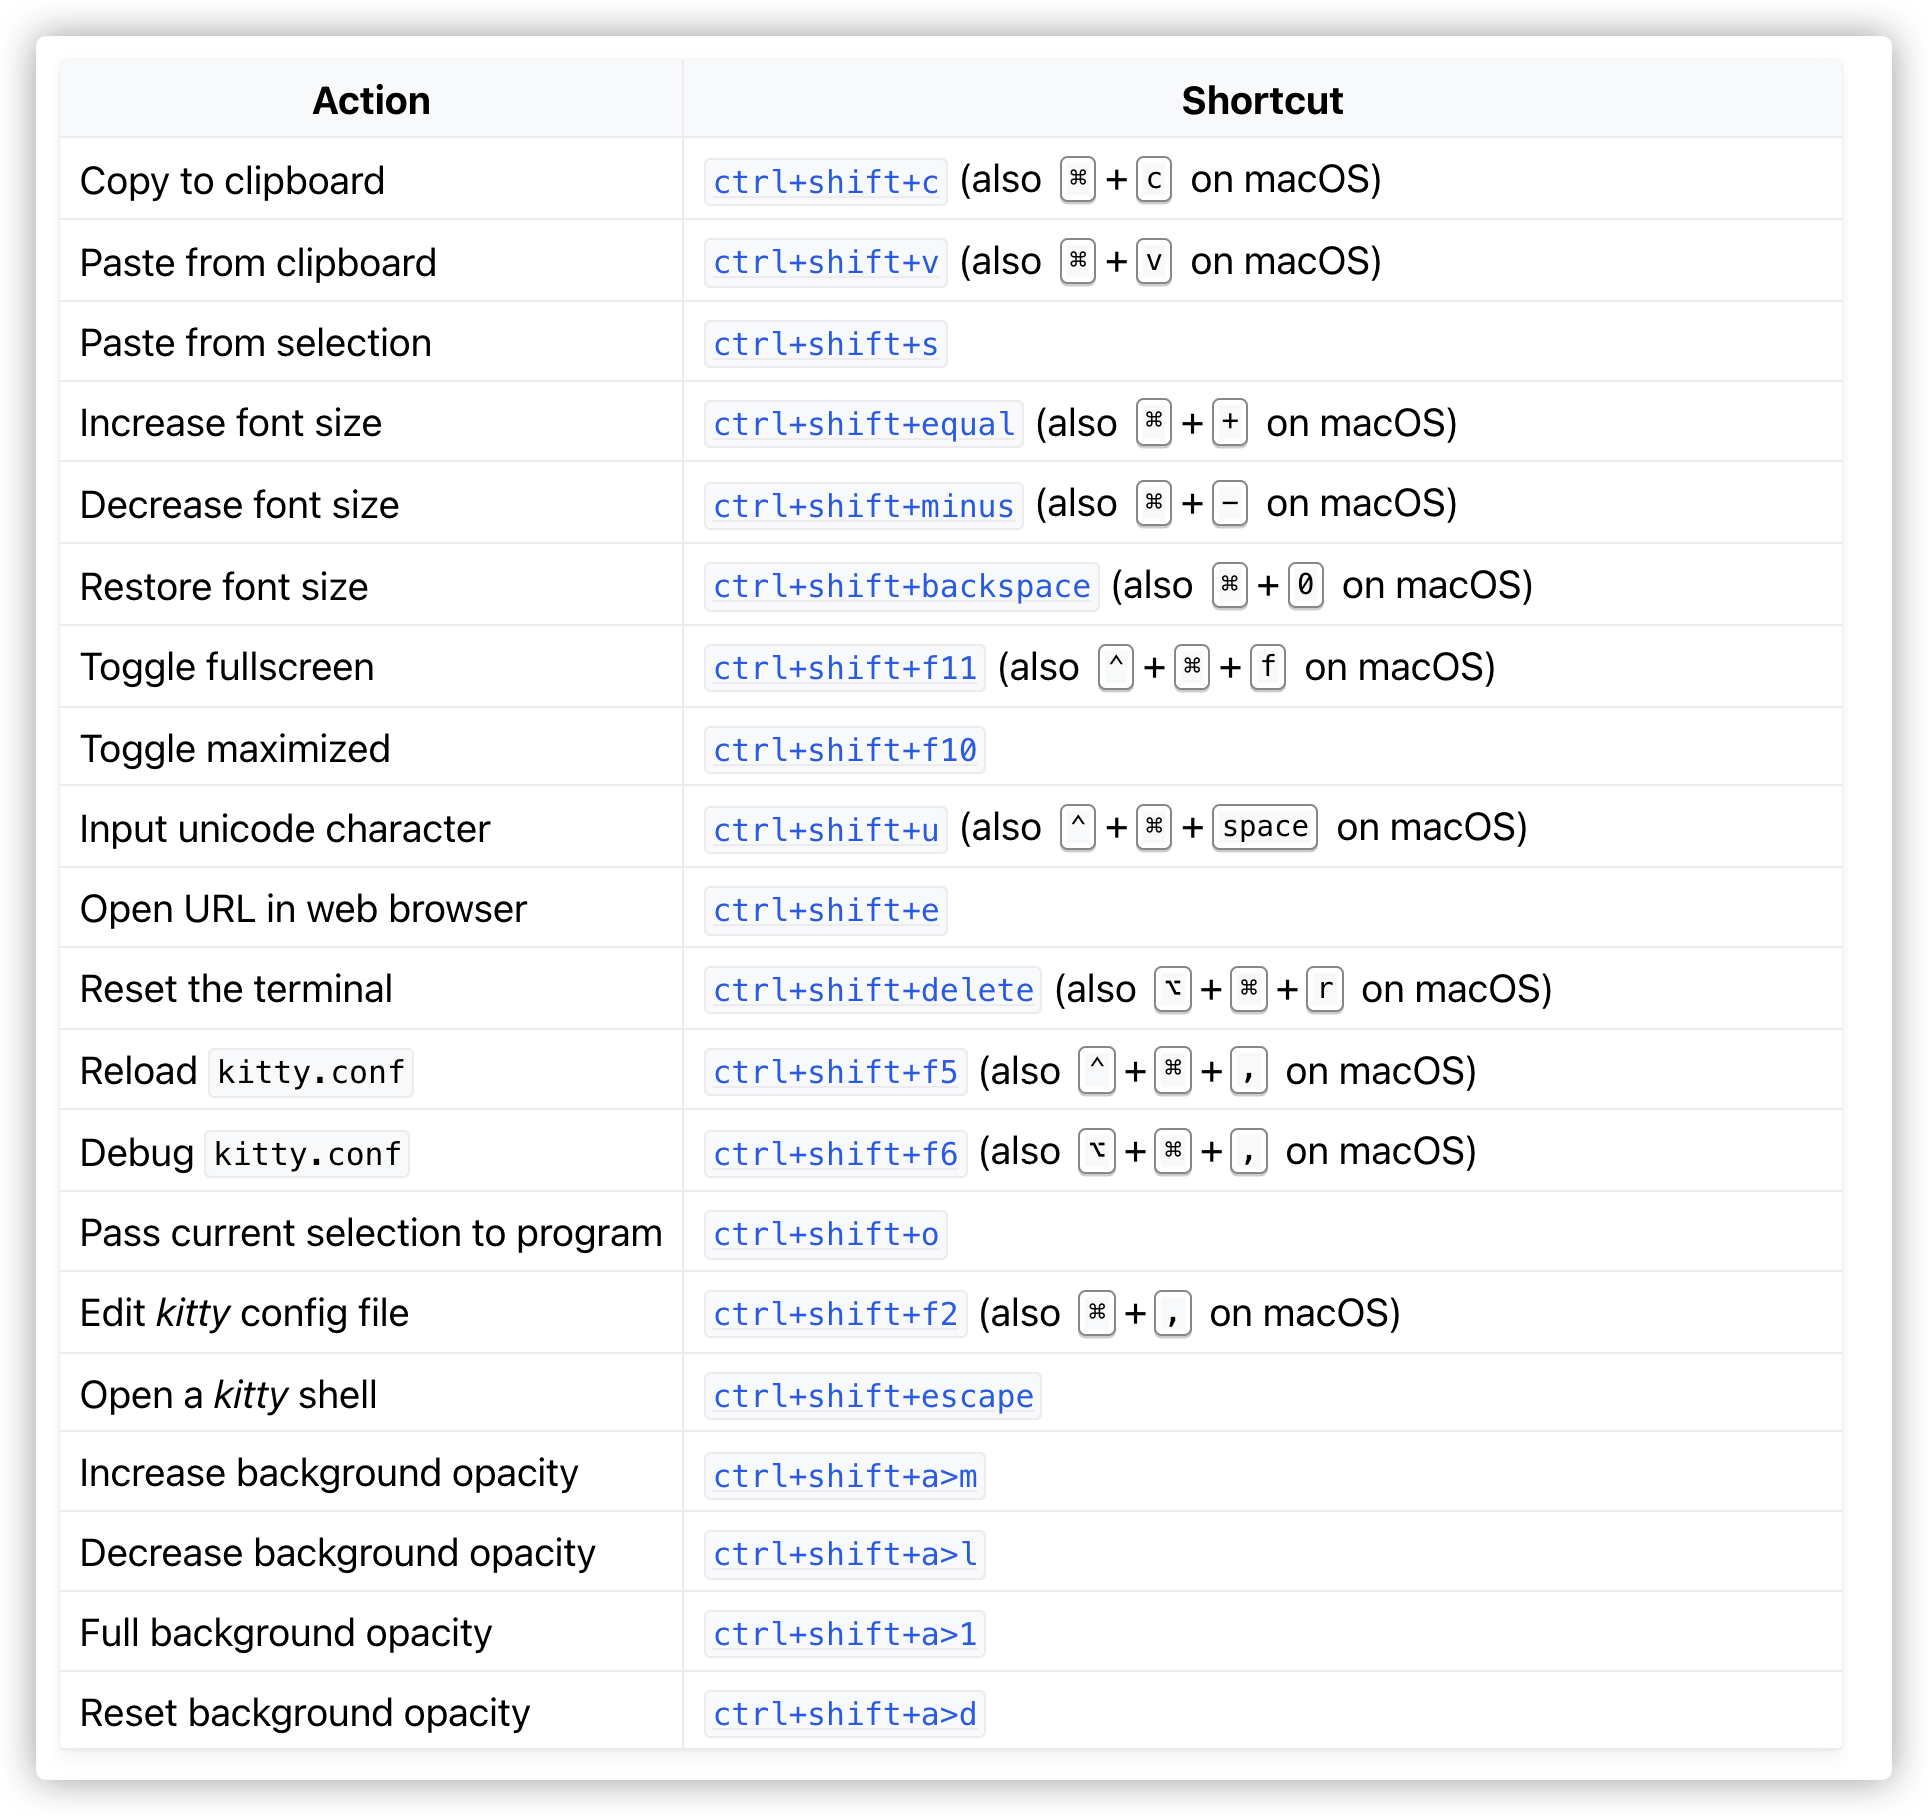 Action Shortcut
Copy to clipboard ctrl+shift+c (also ⌘ + c on macOS)
Paste from clipboard ctrl+shift+v (also ⌘ + v on macOS)
Paste from selection ctrl+shift+s
Increase font size ctrl+shift+equal (also ⌘ + + on macOS)
Decrease font size ctrl+shift+minus (also ⌘ + − on macOS)
Restore font size ctrl+shift+backspace (also ⌘ + 0 on macOS)
Toggle fullscreen ctrl+shift+f11 (also ^ + ⌘ + f on macOS)
Toggle maximized ctrl+shift+f10
Input unicode character ctrl+shift+u (also ^ + ⌘ + space on macOS)
Open URL in web browser ctrl+shift+e
Reset the terminal ctrl+shift+delete (also ⌥ + ⌘ + r on macOS)
Reload kitty.conf ctrl+shift+f5 (also ^ + ⌘ + , on macOS)
Debug kitty.conf ctrl+shift+f6 (also ⌥ + ⌘ + , on macOS)
Pass current selection to program ctrl+shift+o
Edit kitty config file ctrl+shift+f2 (also ⌘ + , on macOS)
Open a kitty shell ctrl+shift+escape
Increase background opacity ctrl+shift+a>m
Decrease background opacity ctrl+shift+a>l
Full background opacity ctrl+shift+a>1
Reset background opacity ctrl+shift+a>d